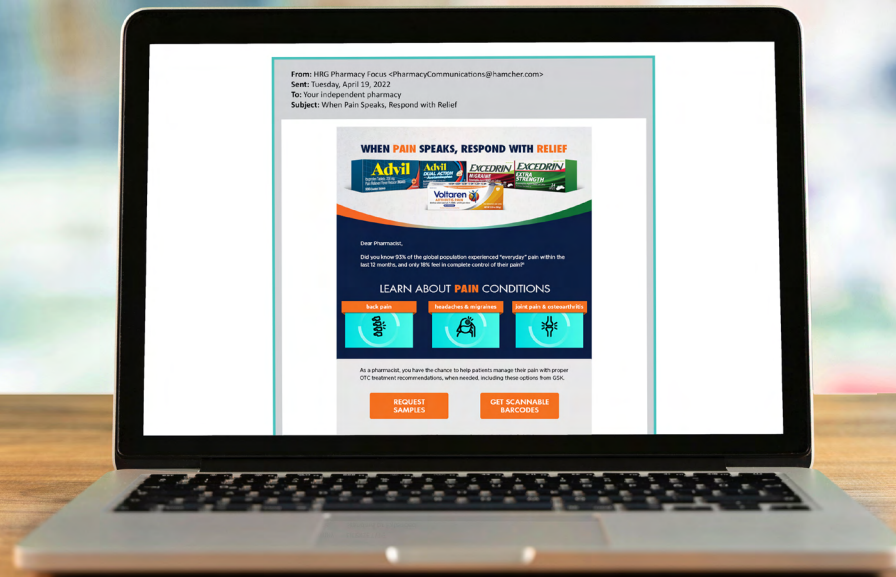 From: HRG Pharmacy Focus <PharmacyCommunications@hamcher.com>
Sent: Tuesday, April 19, 2022
To: Your independent pharmacy
Subject: When Pain Speaks, Respond with Relief
WHEN PAIN SPEAKS, RESPOND WITH RELIEF
Advil
Advil
DUAL ACTION
EXCEDRIN
MIGRAINE
EXCEDRIN
EXTRA
STRENGTH
Voltaren
ARTHRITIS PAIN
Dear Pharmacist,
Did you know 93% of the global population experienced "everyday" pain within the
last 12 months, and only 18% feel in complete control of their pain?
LEARN ABOUT PAIN CONDITIONS
back pain
headaches & migraines
joint pain & osteoarthritis
As a pharmacist, you have the chance to help patients manage their pain with proper
OTC treatment recommendations, when needed, including these options from GSK.
REQUEST
SAMPLES
GET SCANNABLE
BARCODES